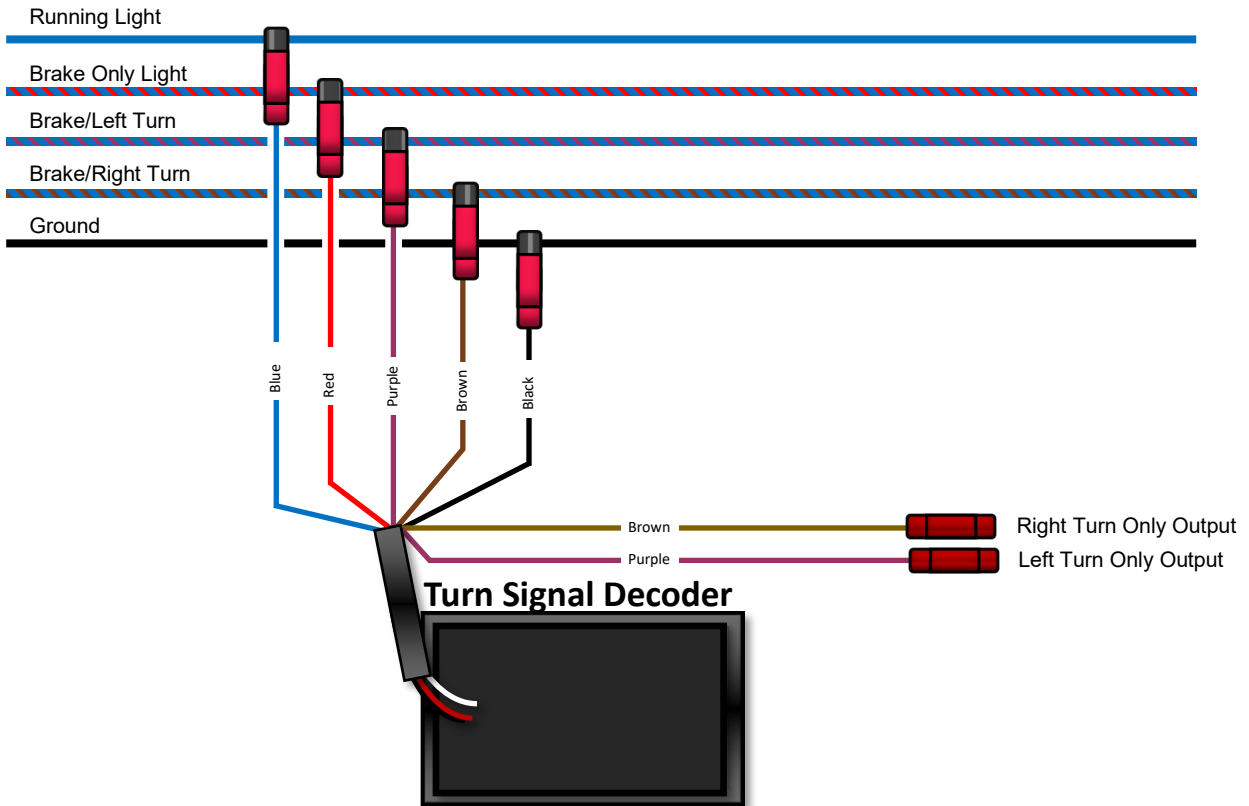 Running Light
Brake Only Light
Brake/Left Turn
Brake/Right Turn
Ground
Blue
Red
Purple
Brown
Black
Brown
Right Turn Only Output
Purple
Left Turn Only Output
Turn Signal Decoder